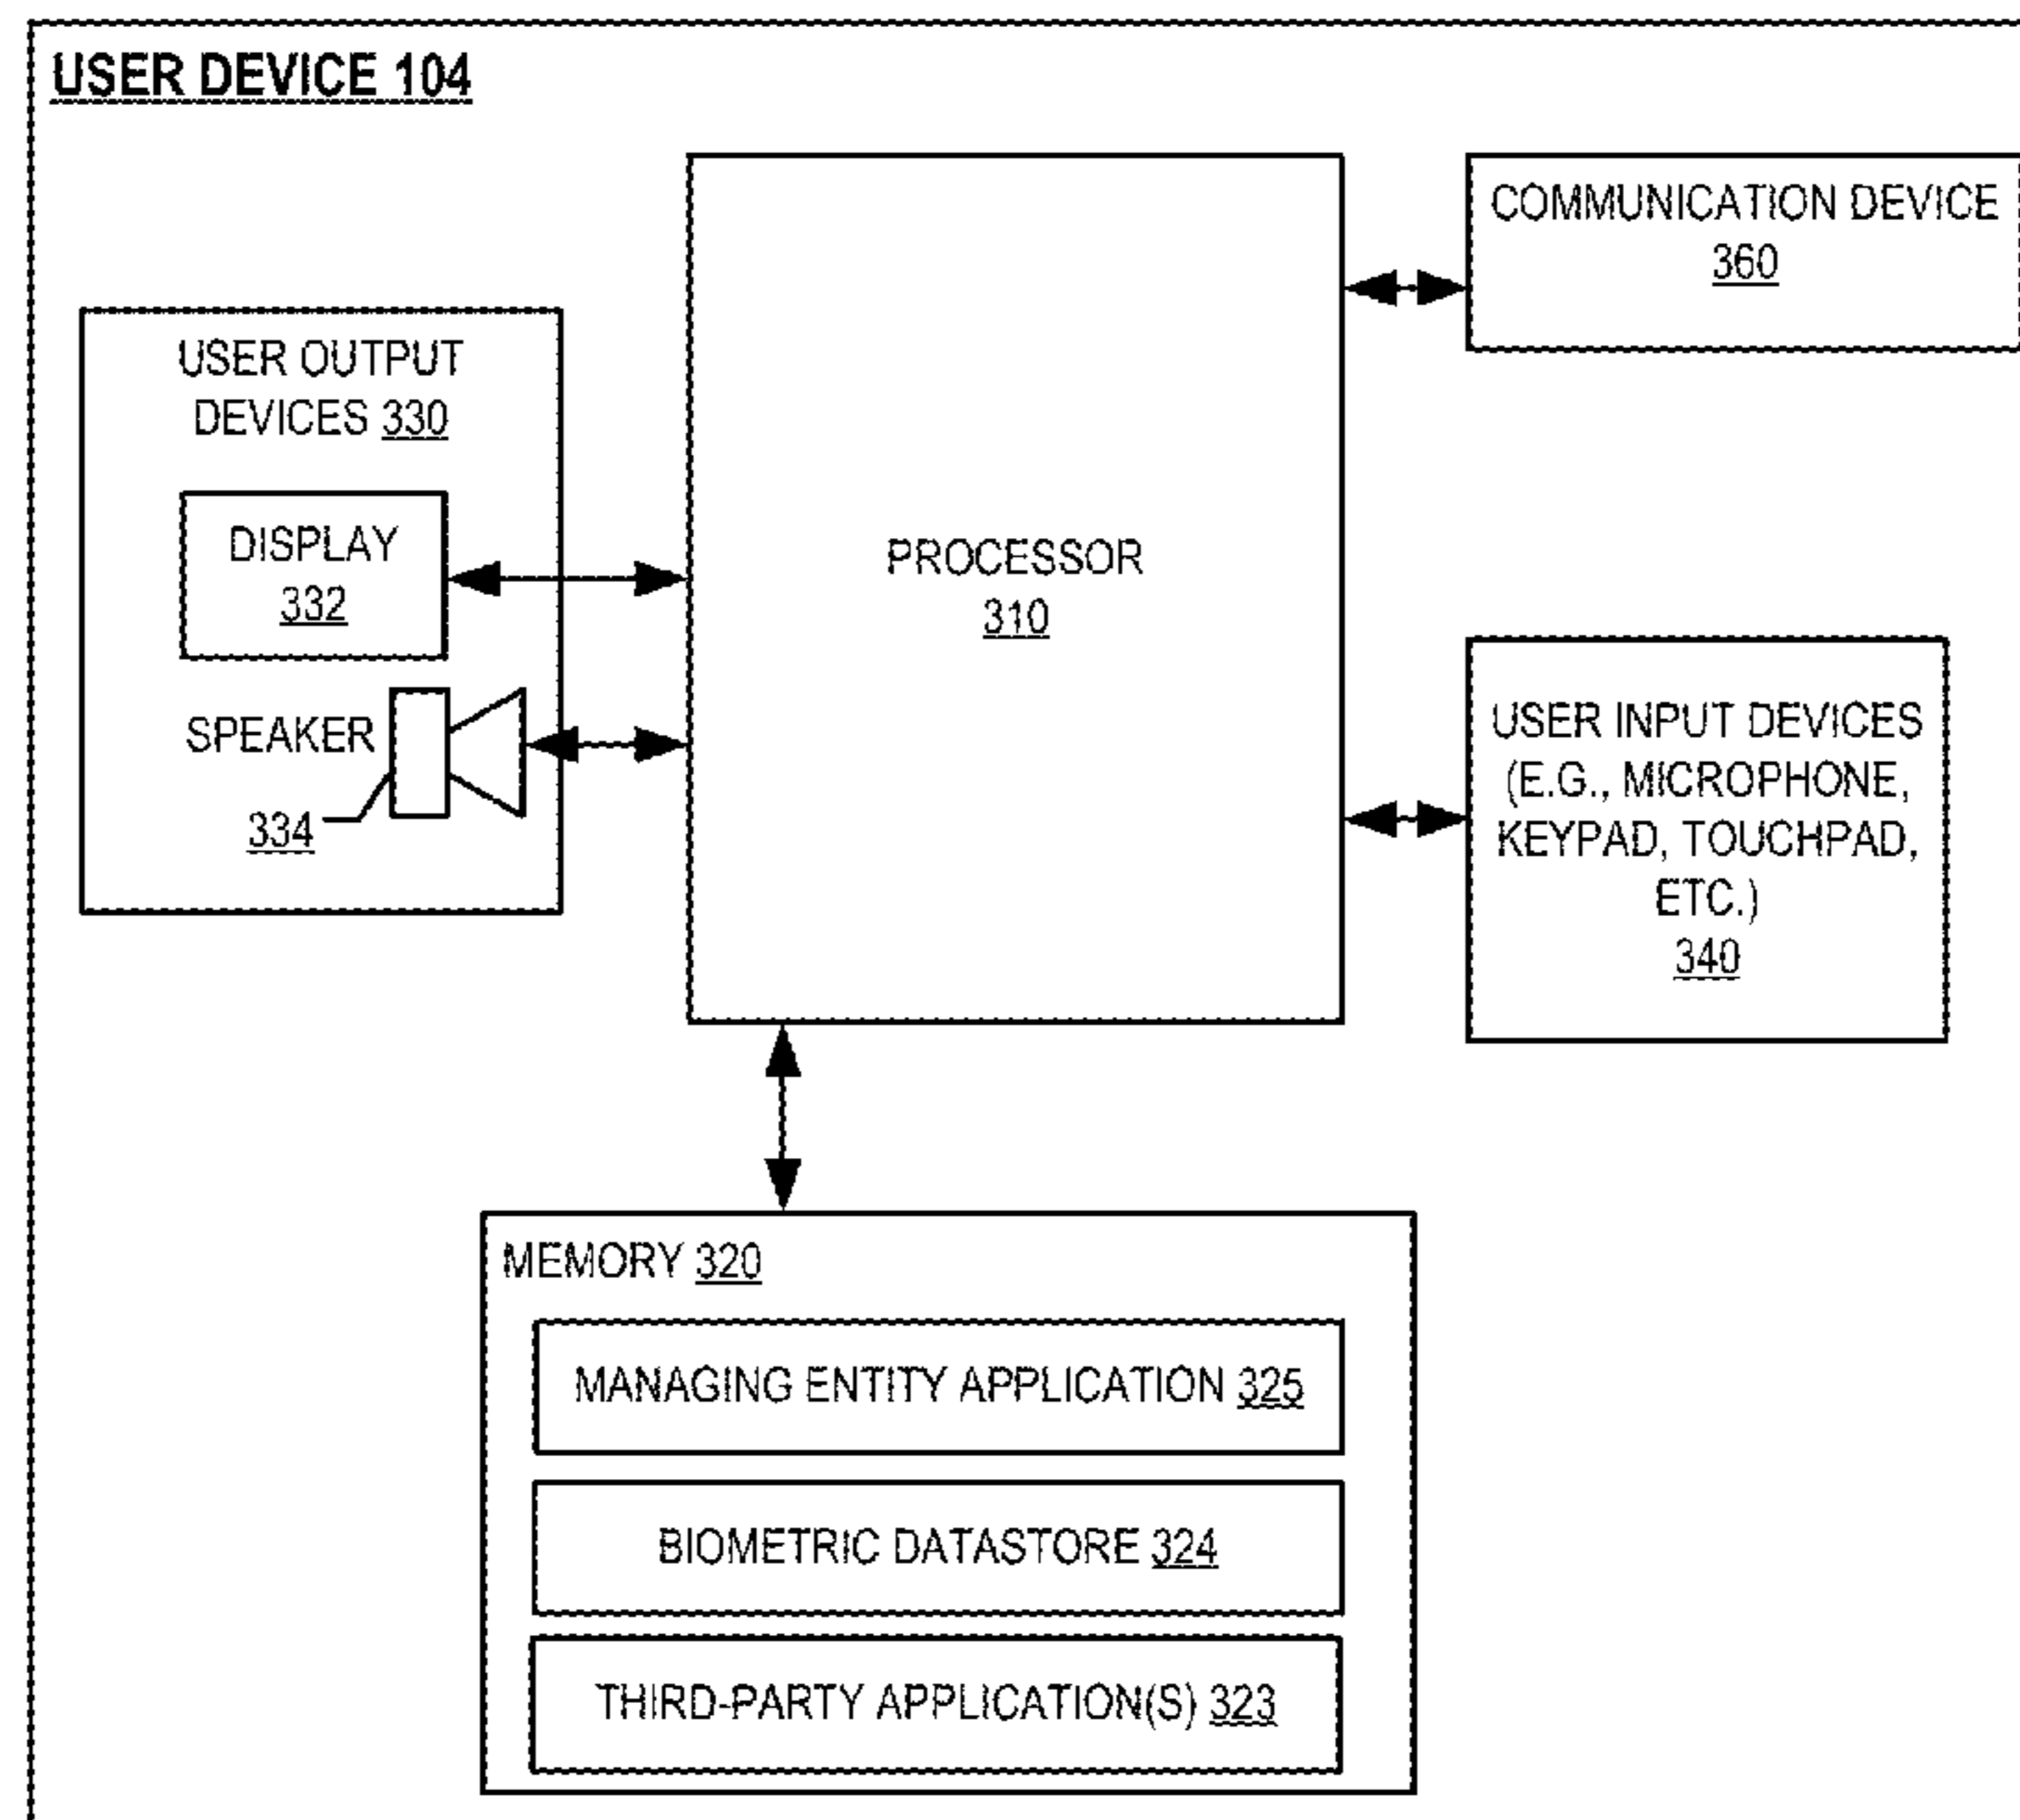 USER DEVICE 104
USER OUTPUT
DEVICES 330
DISPLAY
332
SPEAKER
334
PROCESSOR
310
COMMUNICATION DEVICE
360
USER INPUT DEVICES
(E.G., MICROPHONE,
KEYPAD, TOUCHPAD,
ETC.)
340
MEMORY 320
MANAGING ENTITY APPLICATION 325
BIOMETRIC DATASTORE 324
THIRD-PARTY APPLICATION(S) 323